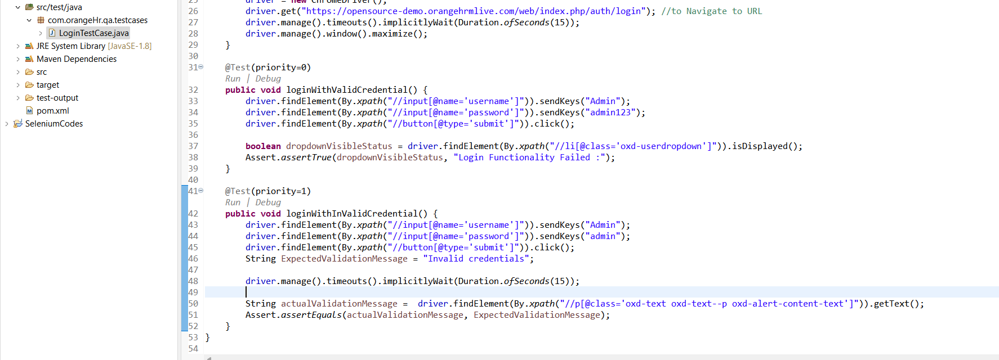 src/test/java
com.orangeHr.qa.testcases
LoginTestCase.java
JRE System Library [JavaSE-1.8]
Maven Dependencies
src
target
test-output
pom.xml
SeleniumCodes
25 driver = new ChromeDriver();
26 driver.get("https://opensource-demo.orangehrmlive.com/web/index.php/auth/login"); //to Navigate to URL
27 driver.manage().timeouts().implicitlyWait(Duration.ofSeconds(15));
28 driver.manage().window().maximize();
29 }
30
31 @Test(priority=0)
Run | Debug
32 public void loginWithValidCredential() {
33 driver.findElement(By.xpath("//input[@name='username']")).sendKeys("Admin");
34 driver.findElement(By.xpath("//input[@name='password']")).sendKeys("admin123");
35 driver.findElement(By.xpath("//button[@type='submit']")).click();
36
37 boolean dropdownVisibleStatus = driver.findElement(By.xpath("//li[@class='oxd-userdropdown']")).isDisplayed();
38 Assert.assertTrue(dropdownVisibleStatus, "Login Functionality Failed :");
39 }
40
41 @Test(priority=1)
Run | Debug
42 public void loginWithInValidCredential() {
43 driver.findElement(By.xpath("//input[@name='username']")).sendKeys("Admin");
44 driver.findElement(By.xpath("//input[@name='password']")).sendKeys("admin");
45 driver.findElement(By.xpath("//button[@type='submit']")).click();
46 String ExpectedValidationMessage = "Invalid credentials";
47
48 driver.manage().timeouts().implicitlyWait(Duration.ofSeconds(15));
49
50 String actualValidationMessage =  driver.findElement(By.xpath("//p[@class='oxd-text oxd-text--p oxd-alert-content-text']")).getText();
51 Assert.assertEquals(actualValidationMessage, ExpectedValidationMessage);
52 }
53 }
54